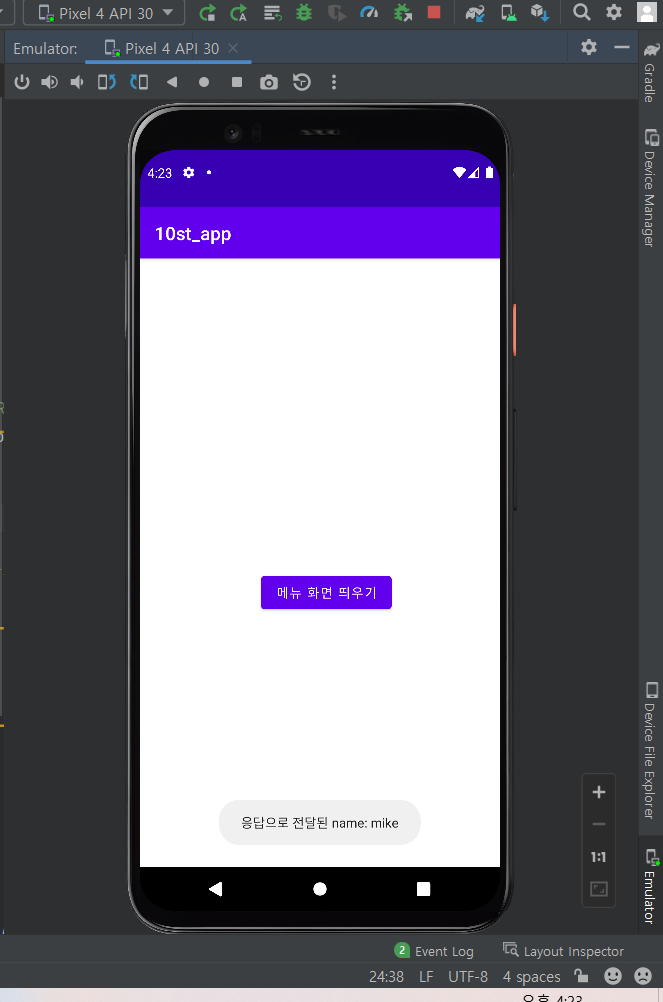 Pixel 4 API 30
Emulator:
Pixel 4 API 30
Gradle
Device Manager
4:23
10st_app
메뉴 화면 띄우기
응답으로 전달된 name: mike
1:1
Device File Explorer
Emulator
2 Event Log
Layout Inspector
24:38 LF UTF-8 4 spaces
오후 4:23